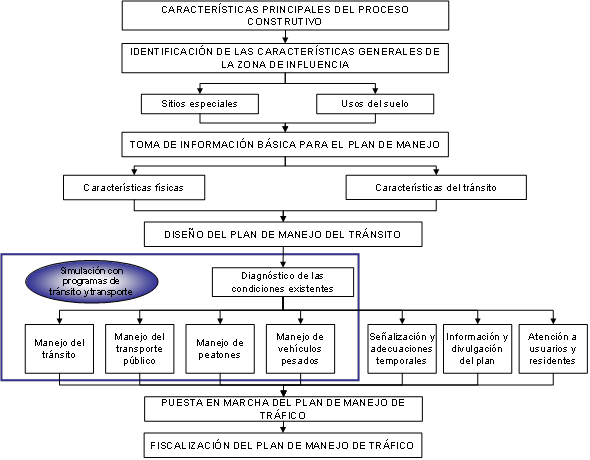 CARACTERÍSTICAS PRINCIPALES DEL PROCESO
CONSTRUTIVO
IDENTIFICACIÓN DE LAS CARACTERÍSTICAS GENERALES DE
LA ZONA DE INFLUENCIA
Sitios especiales
Usos del suelo
TOMA DE INFORMACIÓN BÁSICA PARA EL PLAN DE MANEJO
Características físicas
Características del tránsito
DISEÑO DEL PLAN DE MANEJO DEL TRÁNSITO
Simulación con
programas de
tránsito y transporte
Diagnóstico de las
condiciones existentes
Manejo del
tránsito
Manejo del
transporte
público
Manejo de
peatones
Manejo de
vehículos
pesados
Señalización y
adecuaciones
temporales
Información y
divulgación
del plan
Atención a
usuarios y
residentes
PUESTA EN MARCHA DEL PLAN DE MANEJO DE
TRÁFICO
FISCALIZACIÓN DEL PLAN DE MANEJO DE TRÁFICO